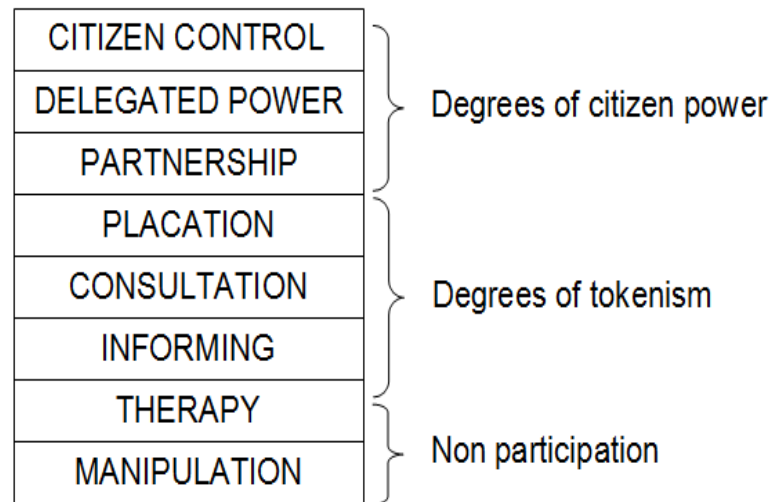 CITIZEN CONTROL
DELEGATED POWER
PARTNERSHIP
Degrees of citizen power
PLACATION
CONSULTATION
INFORMING
Degrees of tokenism
THERAPY
MANIPULATION
Non participation